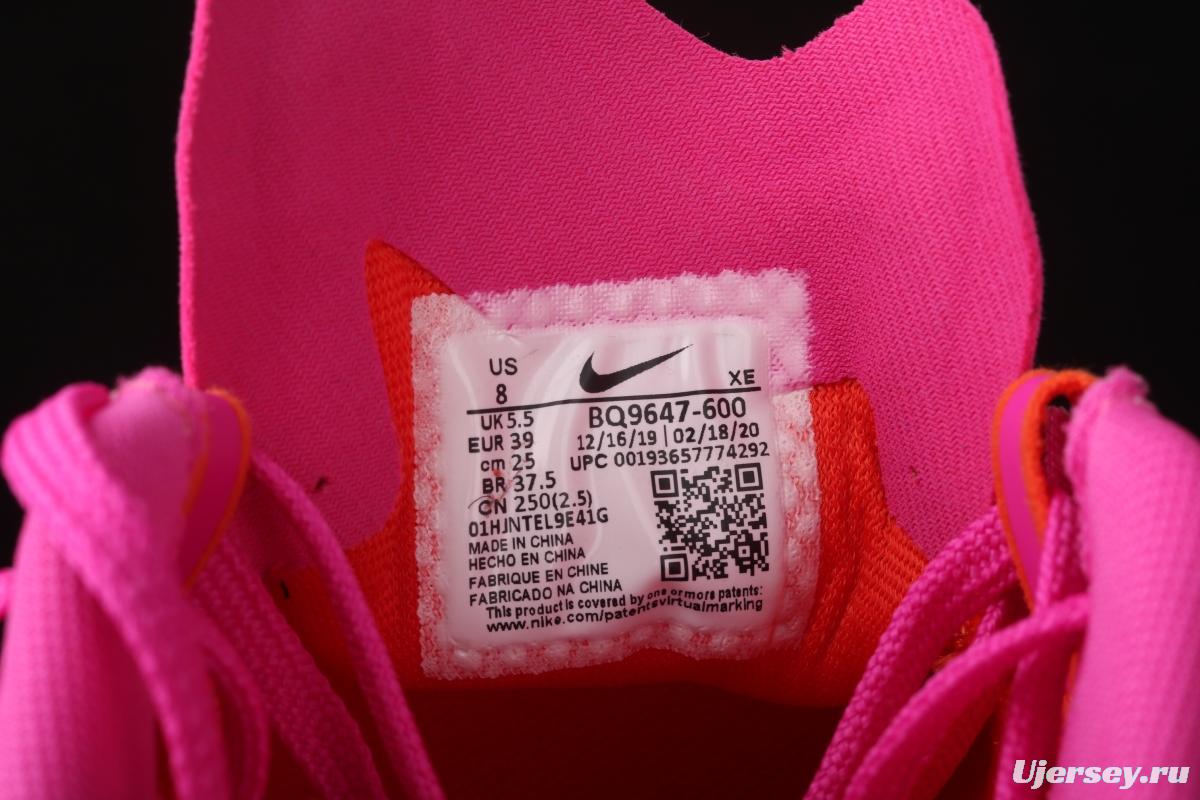 US
8
XE
UK 5.5
EUR 39
cm 25
BR 37.5
CN 250(2.5)
BQ9647-600
12/16/19 | 02/18/20
UPC 00193657774292
01HJNTEL9E41G
MADE IN CHINA
HECHO EN CHINA
FABRIQUE EN CHINE
FABRICADO NA CHINA
This product is covered by one or more patents:
www.nike.com/patentsvirtualmarking
Ujersey.ru